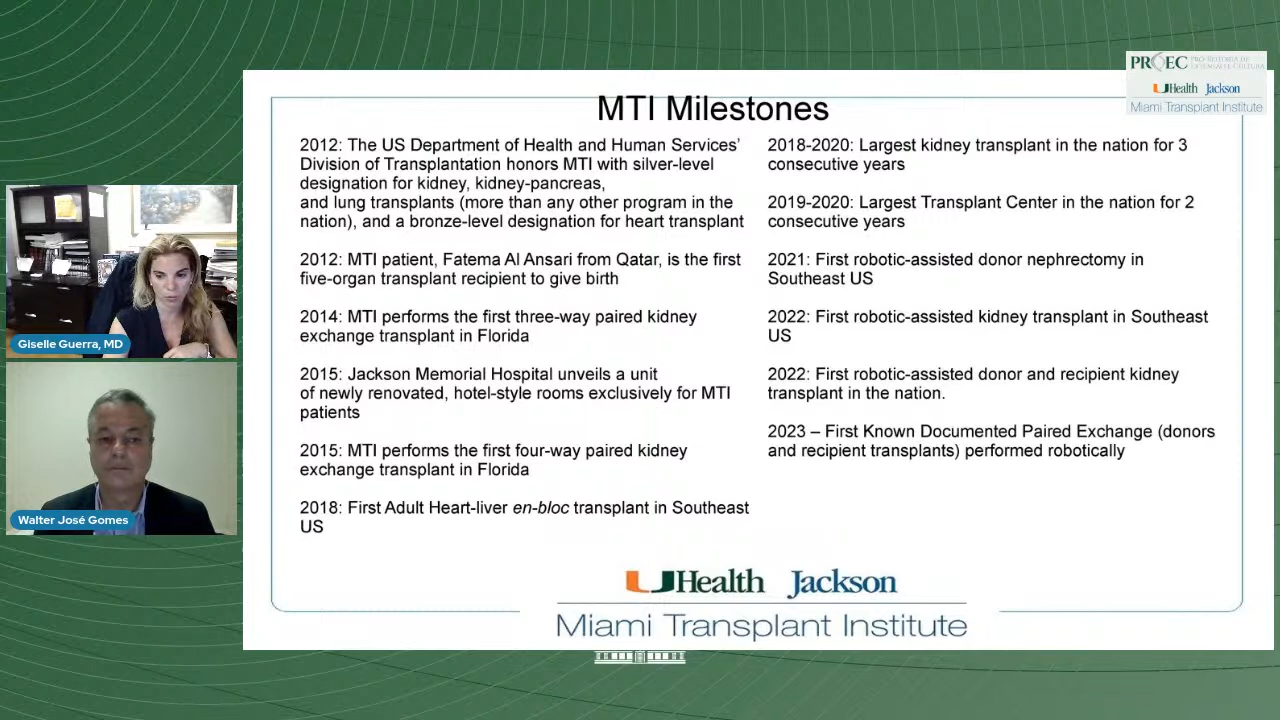 PROEC PRÓ-REITORIA DE
EXTENSÃO E CULTURA
UHealth Jackson
Miami Transplant Institute
MTI Milestones
2012: The US Department of Health and Human Services’
Division of Transplantation honors MTI with silver-level
designation for kidney, kidney-pancreas,
and lung transplants (more than any other program in the
nation), and a bronze-level designation for heart transplant
2012: MTI patient, Fatema Al Ansari from Qatar, is the first
five-organ transplant recipient to give birth
2014: MTI performs the first three-way paired kidney
exchange transplant in Florida
2015: Jackson Memorial Hospital unveils a unit
of newly renovated, hotel-style rooms exclusively for MTI
patients
2015: MTI performs the first four-way paired kidney
exchange transplant in Florida
2018: First Adult Heart-liver en-bloc transplant in Southeast
US
2018-2020: Largest kidney transplant in the nation for 3
consecutive years
2019-2020: Largest Transplant Center in the nation for 2
consecutive years
2021: First robotic-assisted donor nephrectomy in
Southeast US
2022: First robotic-assisted kidney transplant in Southeast
US
2022: First robotic-assisted donor and recipient kidney
transplant in the nation.
2023 – First Known Documented Paired Exchange (donors
and recipient transplants) performed robotically
UHealth Jackson
Miami Transplant Institute
Giselle Guerra, MD
Walter José Gomes